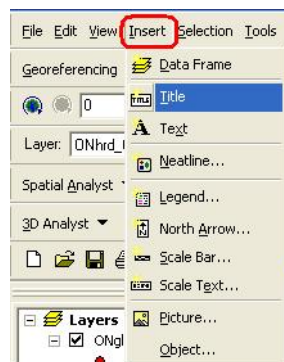 File Edit View Insert Selection Tools
Georeferencing
Data Frame
0
Title
Text
Layer: ONhrd_
Neatline...
Spatial Analyst
Legend...
3D Analyst
North Arrow...
Scale Bar...
Scale Text...
Layers
Picture...
ONgl
Object...